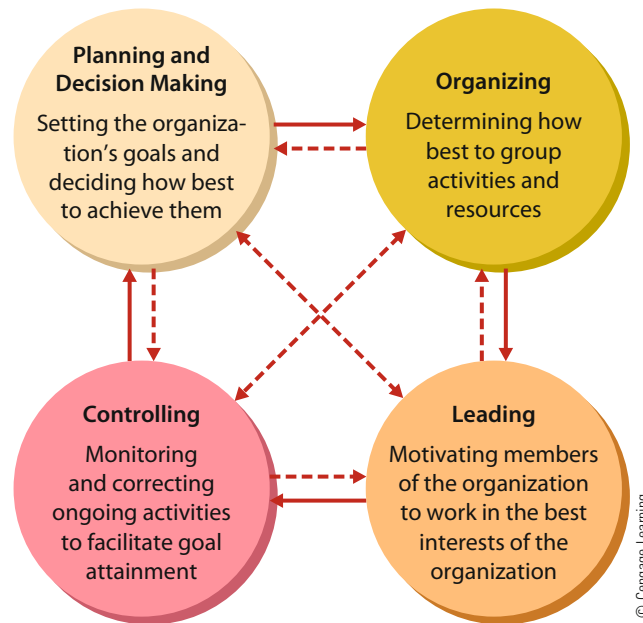 Planning and
Decision Making
Setting the organiza-
tion's goals and
deciding how best
to achieve them
Organizing
Determining how
best to group
activities and
resources
Controlling
Monitoring
and correcting
ongoing activities
to facilitate goal
attainment
Leading
Motivating members
of the organization
to work in the best
interests of the
organization
© Cengage Learning